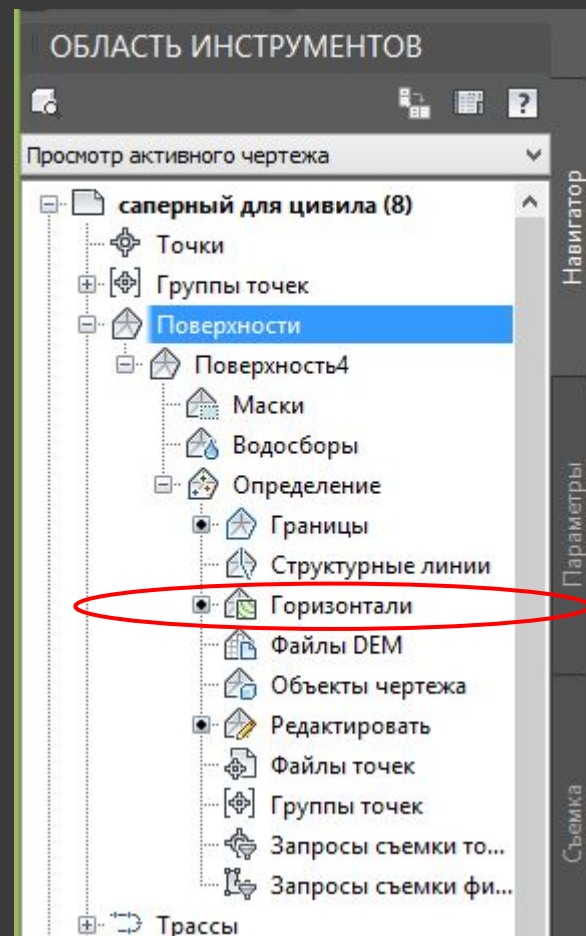 ОБЛАСТЬ ИНСТРУМЕНТОВ
?
Просмотр активного чертежа
саперный для цивила (8)
Точки
Группы точек
Поверхности
Поверхность4
Маски
Водосборы
Определение
Границы
Структурные линии
Горизонтали
Файлы DEM
Объекты чертежа
Редактировать
Файлы точек
Группы точек
Запросы съемки то...
Запросы съемки фи...
Трассы
Навигатор
Параметры
Съемка